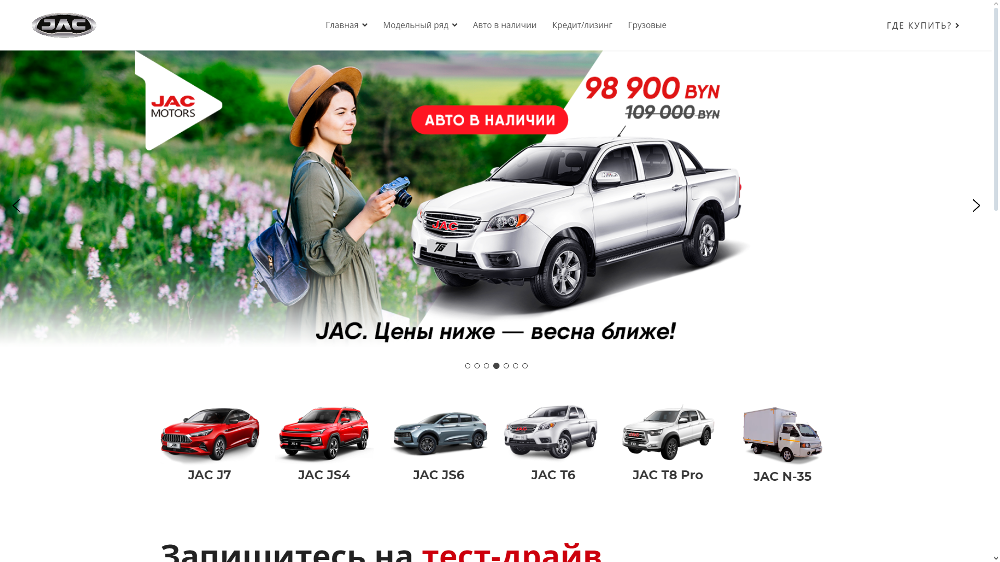 JAC
Главная
Модельный ряд
Авто в наличии
Кредит/лизинг
Грузовые
ГДЕ КУПИТЬ?
JAC
MOTORS
98 900 BYN
109 000 BYN
АВТО В НАЛИЧИИ
JAC
T6
JAC. Цены ниже — весна ближе!
JAC J7
JAC JS4
JAC JS6
JAC T6
JAC T8 Pro
JAC N-35
Запишитесь на тест-драйв